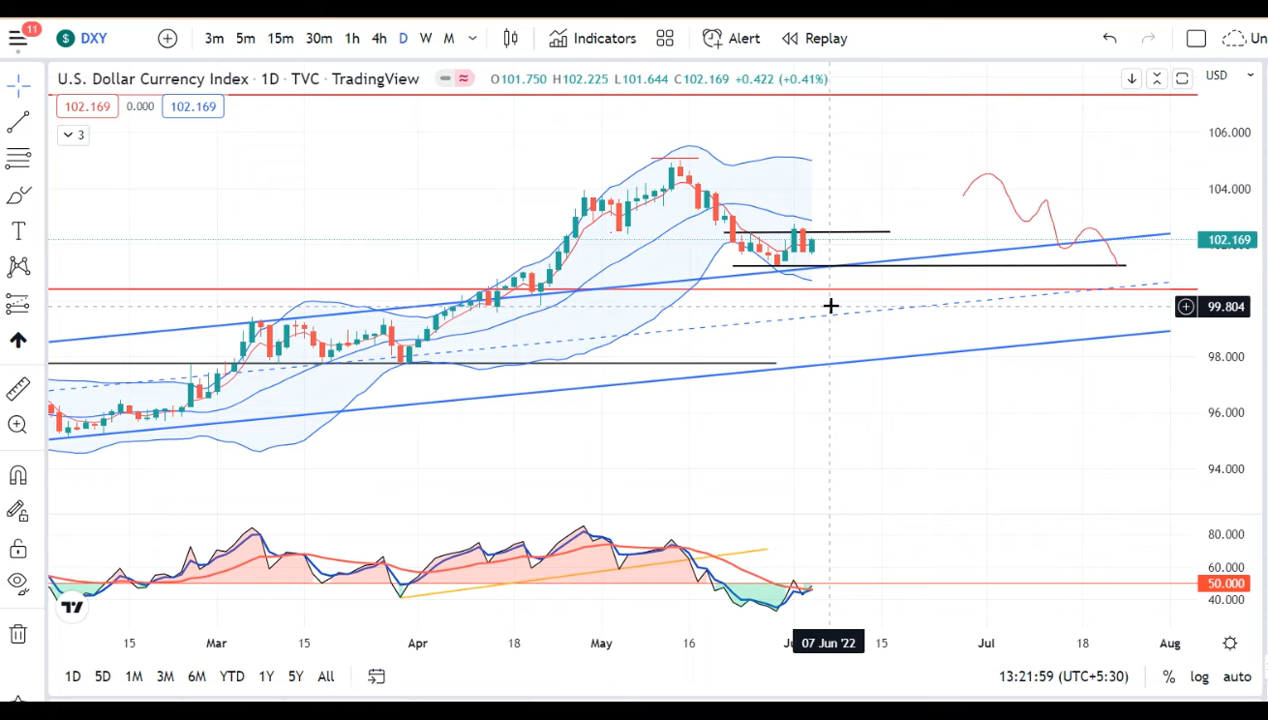 11
$ DXY 3m 5m 15m 30m 1h 4h D W M Indicators Alert Replay Un
U.S. Dollar Currency Index · 1D · TVC · TradingView O101.750 H102.225 L101.644 C102.169 +0.422 (+0.41%) USD
102.169 0.000 102.169
3
106.000
104.000
102.169
99.804
98.000
96.000
94.000
80.000
60.000
50.000
40.000
15 Mar 15 Apr 18 May 16 07 Jun '22 15 Jul 18 Aug
1D 5D 1M 3M 6M YTD 1Y 5Y All 13:21:59 (UTC+5:30) % log auto